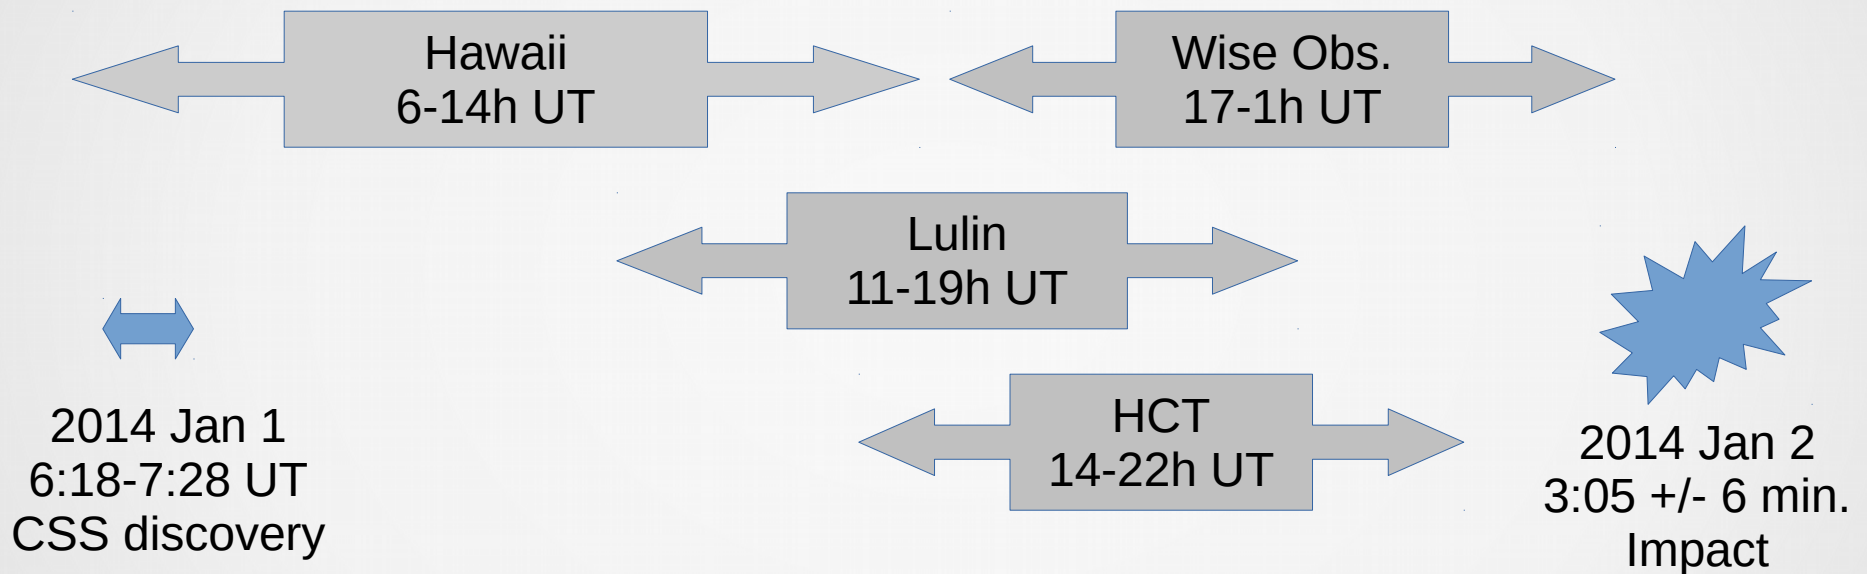 Hawaii
6-14h UT
Wise Obs.
17-1h UT
Lulin
11-19h UT
HCT
14-22h UT
2014 Jan 1
6:18-7:28 UT
CSS discovery
2014 Jan 2
3:05 +/- 6 min.
Impact